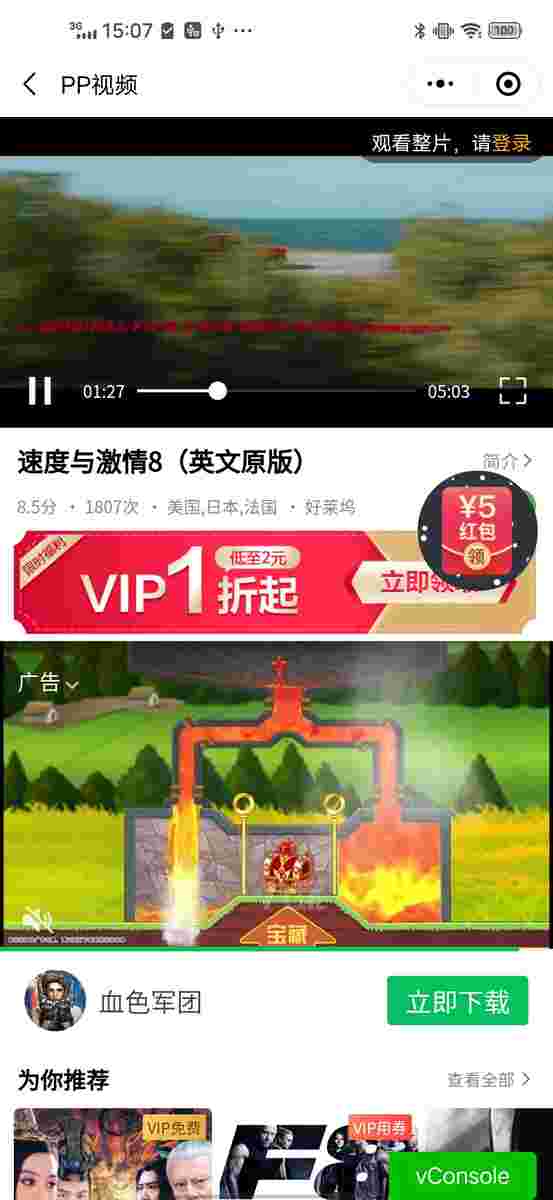 3G 15:07 100
PP视频
观看整片，请登录
01:27 05:03
速度与激情8（英文原版）
简介
8.5分 · 1807次 · 美国,日本,法国 · 好莱坞
¥5
红包
领
限时福利
VIP1折起
低至2元
立即领
广告
宝藏
血色军团
立即下载
为你推荐
查看全部
VIP免费
F8
VIP用券
vConsole